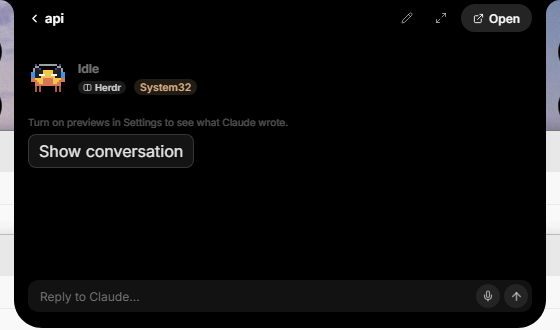 api
Open
Idle
Herdr
System32
Turn on previews in Settings to see what Claude wrote.
Show conversation
Reply to Claude...